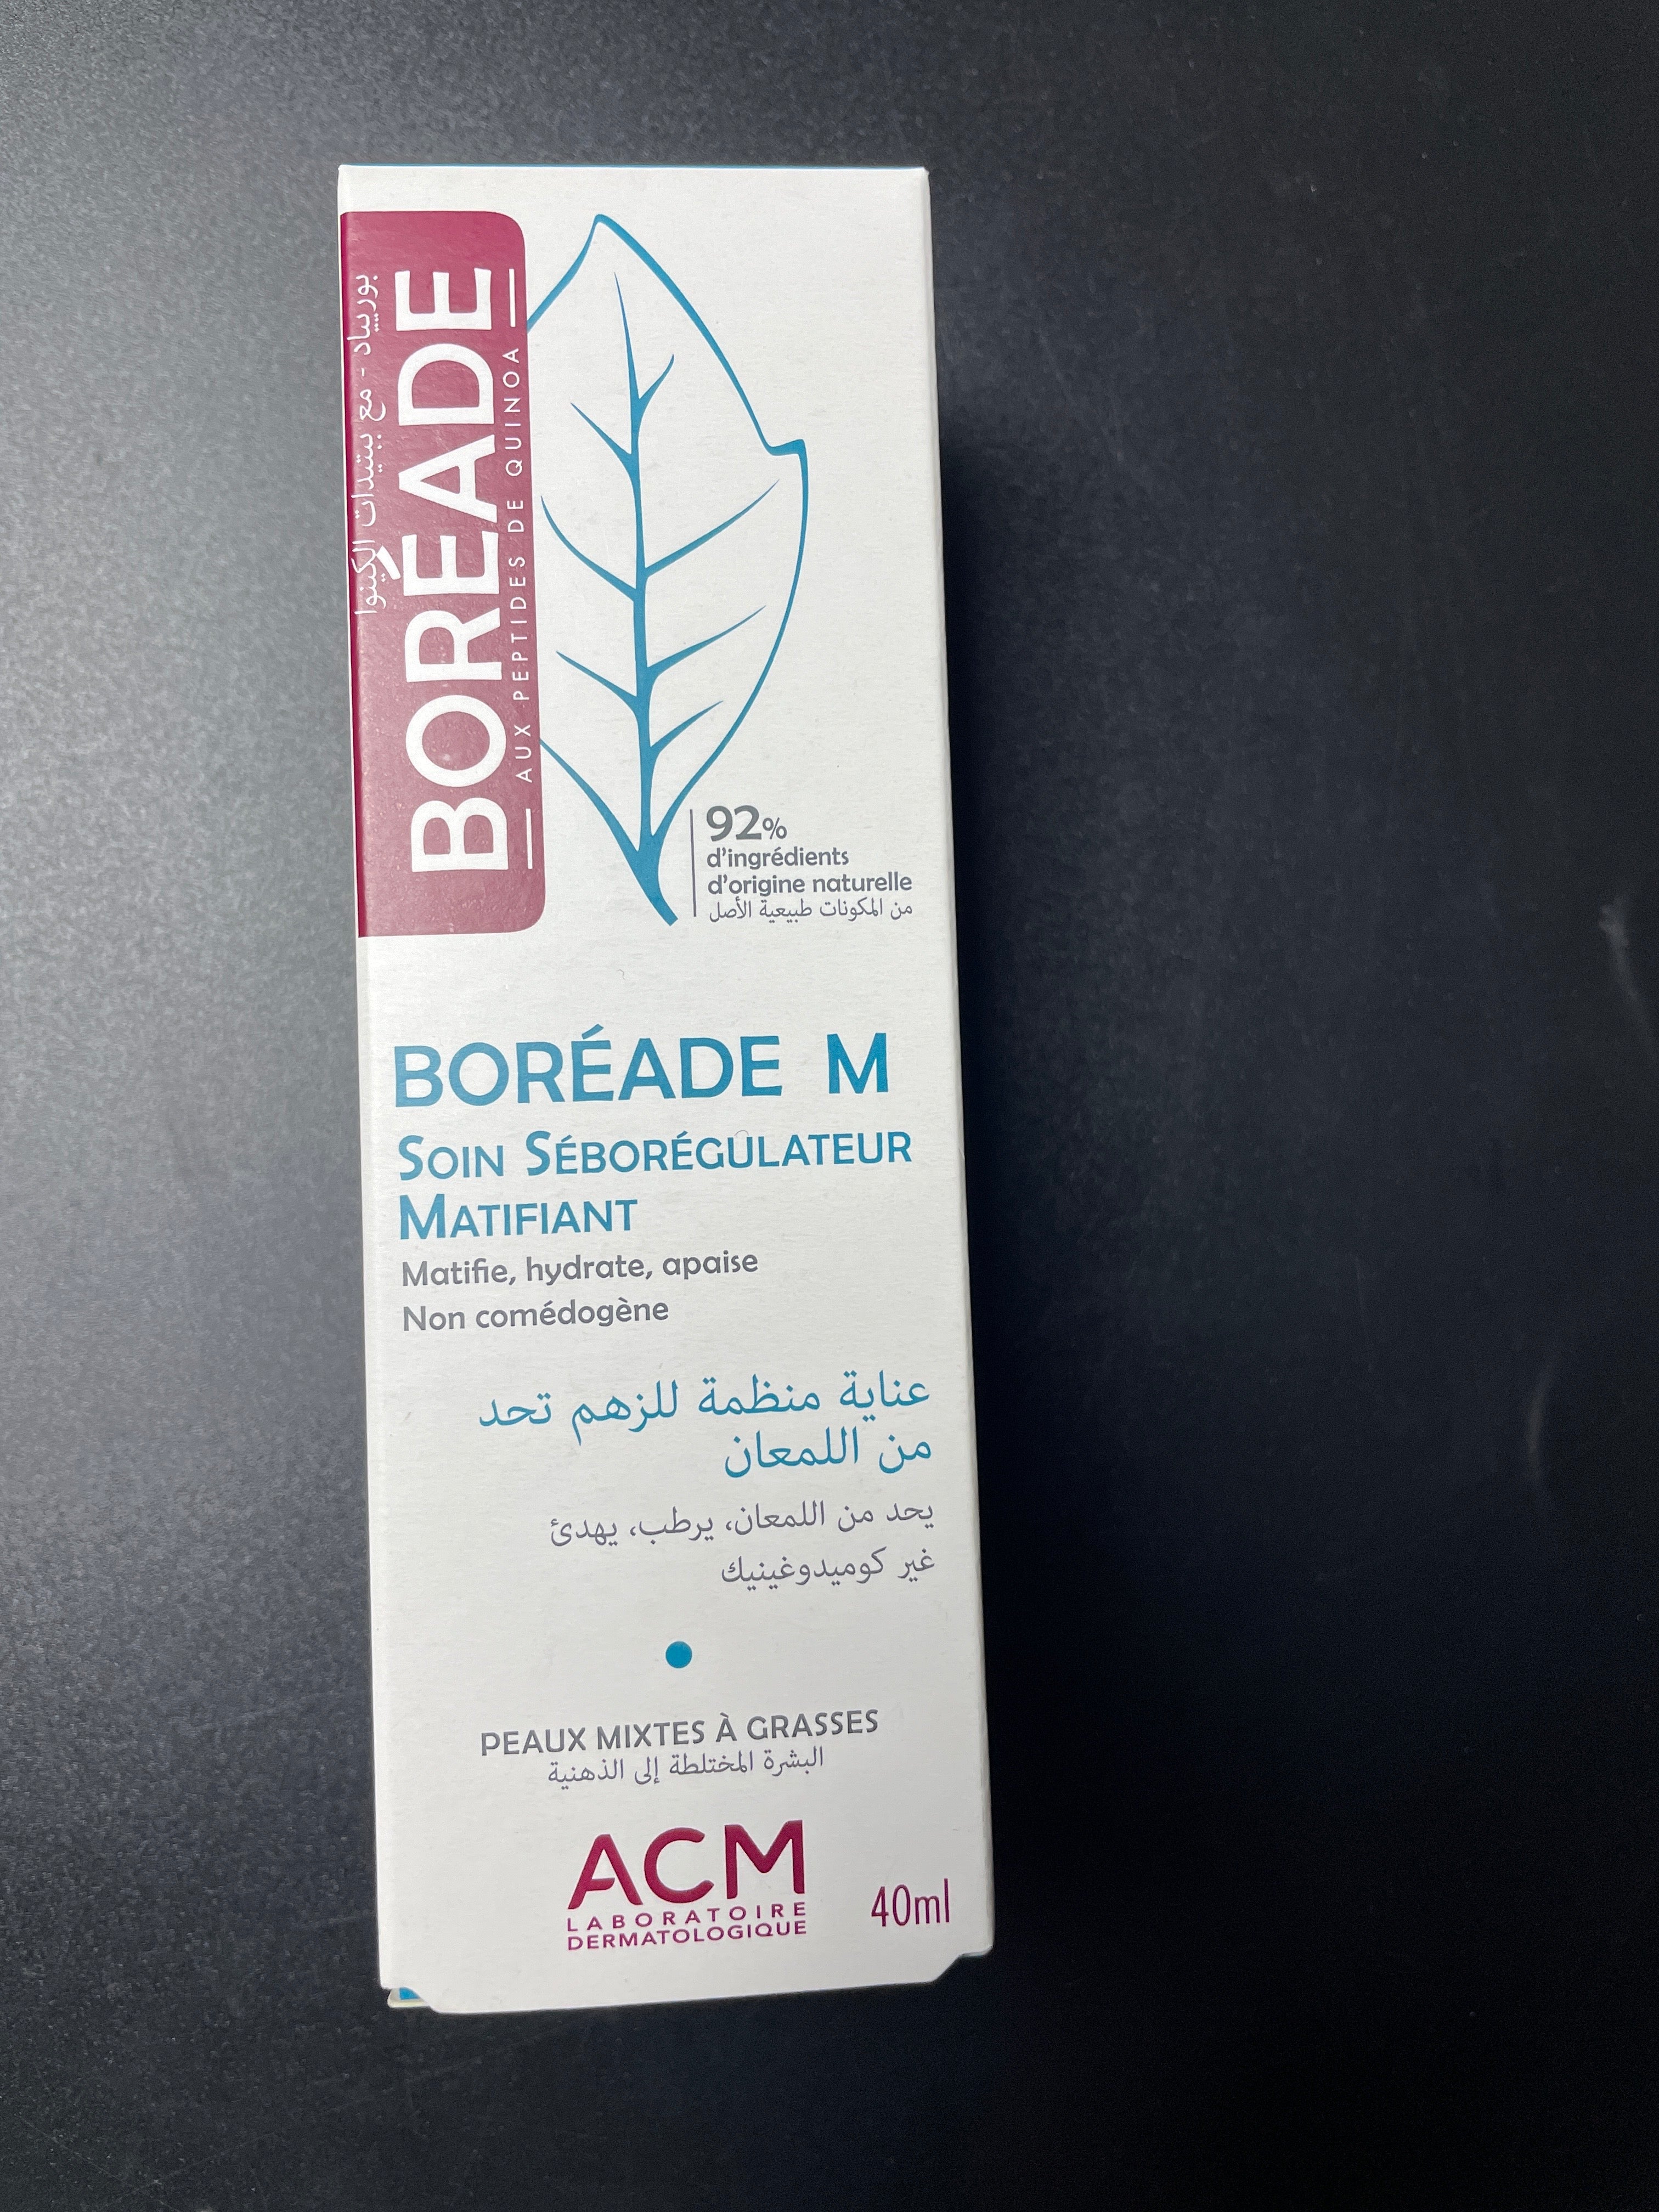 بورياد - مع ببتيدات الكينوا
BORÉADE
AUX PEPTIDES DE QUINOA
92%
d'ingrédients
d'origine naturelle
من المكونات طبيعية الأصل
BORÉADE M
SOIN SÉBORÉGULATEUR
MATIFIANT
Matifie, hydrate, apaise
Non comédogène
عناية منظمة للزهم تحد
من اللمعان
يحد من اللمعان، يرطب، يهدئ
غير كوميدوغينيك
PEAUX MIXTES À GRASSES
البشرة المختلطة إلى الذهنية
ACM
LABORATOIRE
DERMATOLOGIQUE
40ml